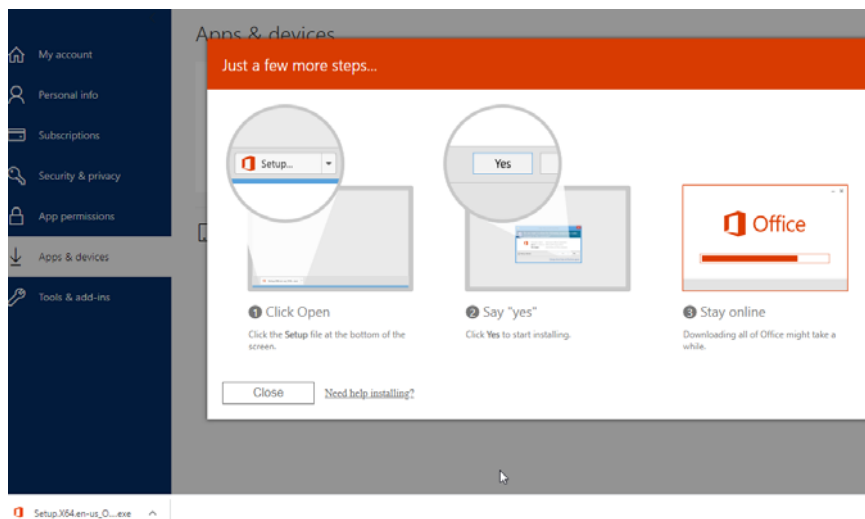 Apps & devices
My account
Personal info
Subscriptions
Security & privacy
App permissions
Apps & devices
Tools & add-ins
Just a few more steps...
Setup...
Yes
Office
1 Click Open
Click the Setup file at the bottom of the
screen.
2 Say "yes"
Click Yes to start installing.
3 Stay online
Downloading all of Office might take a
while.
Close
Need help installing?
Setup.X64.en-us_O....exe